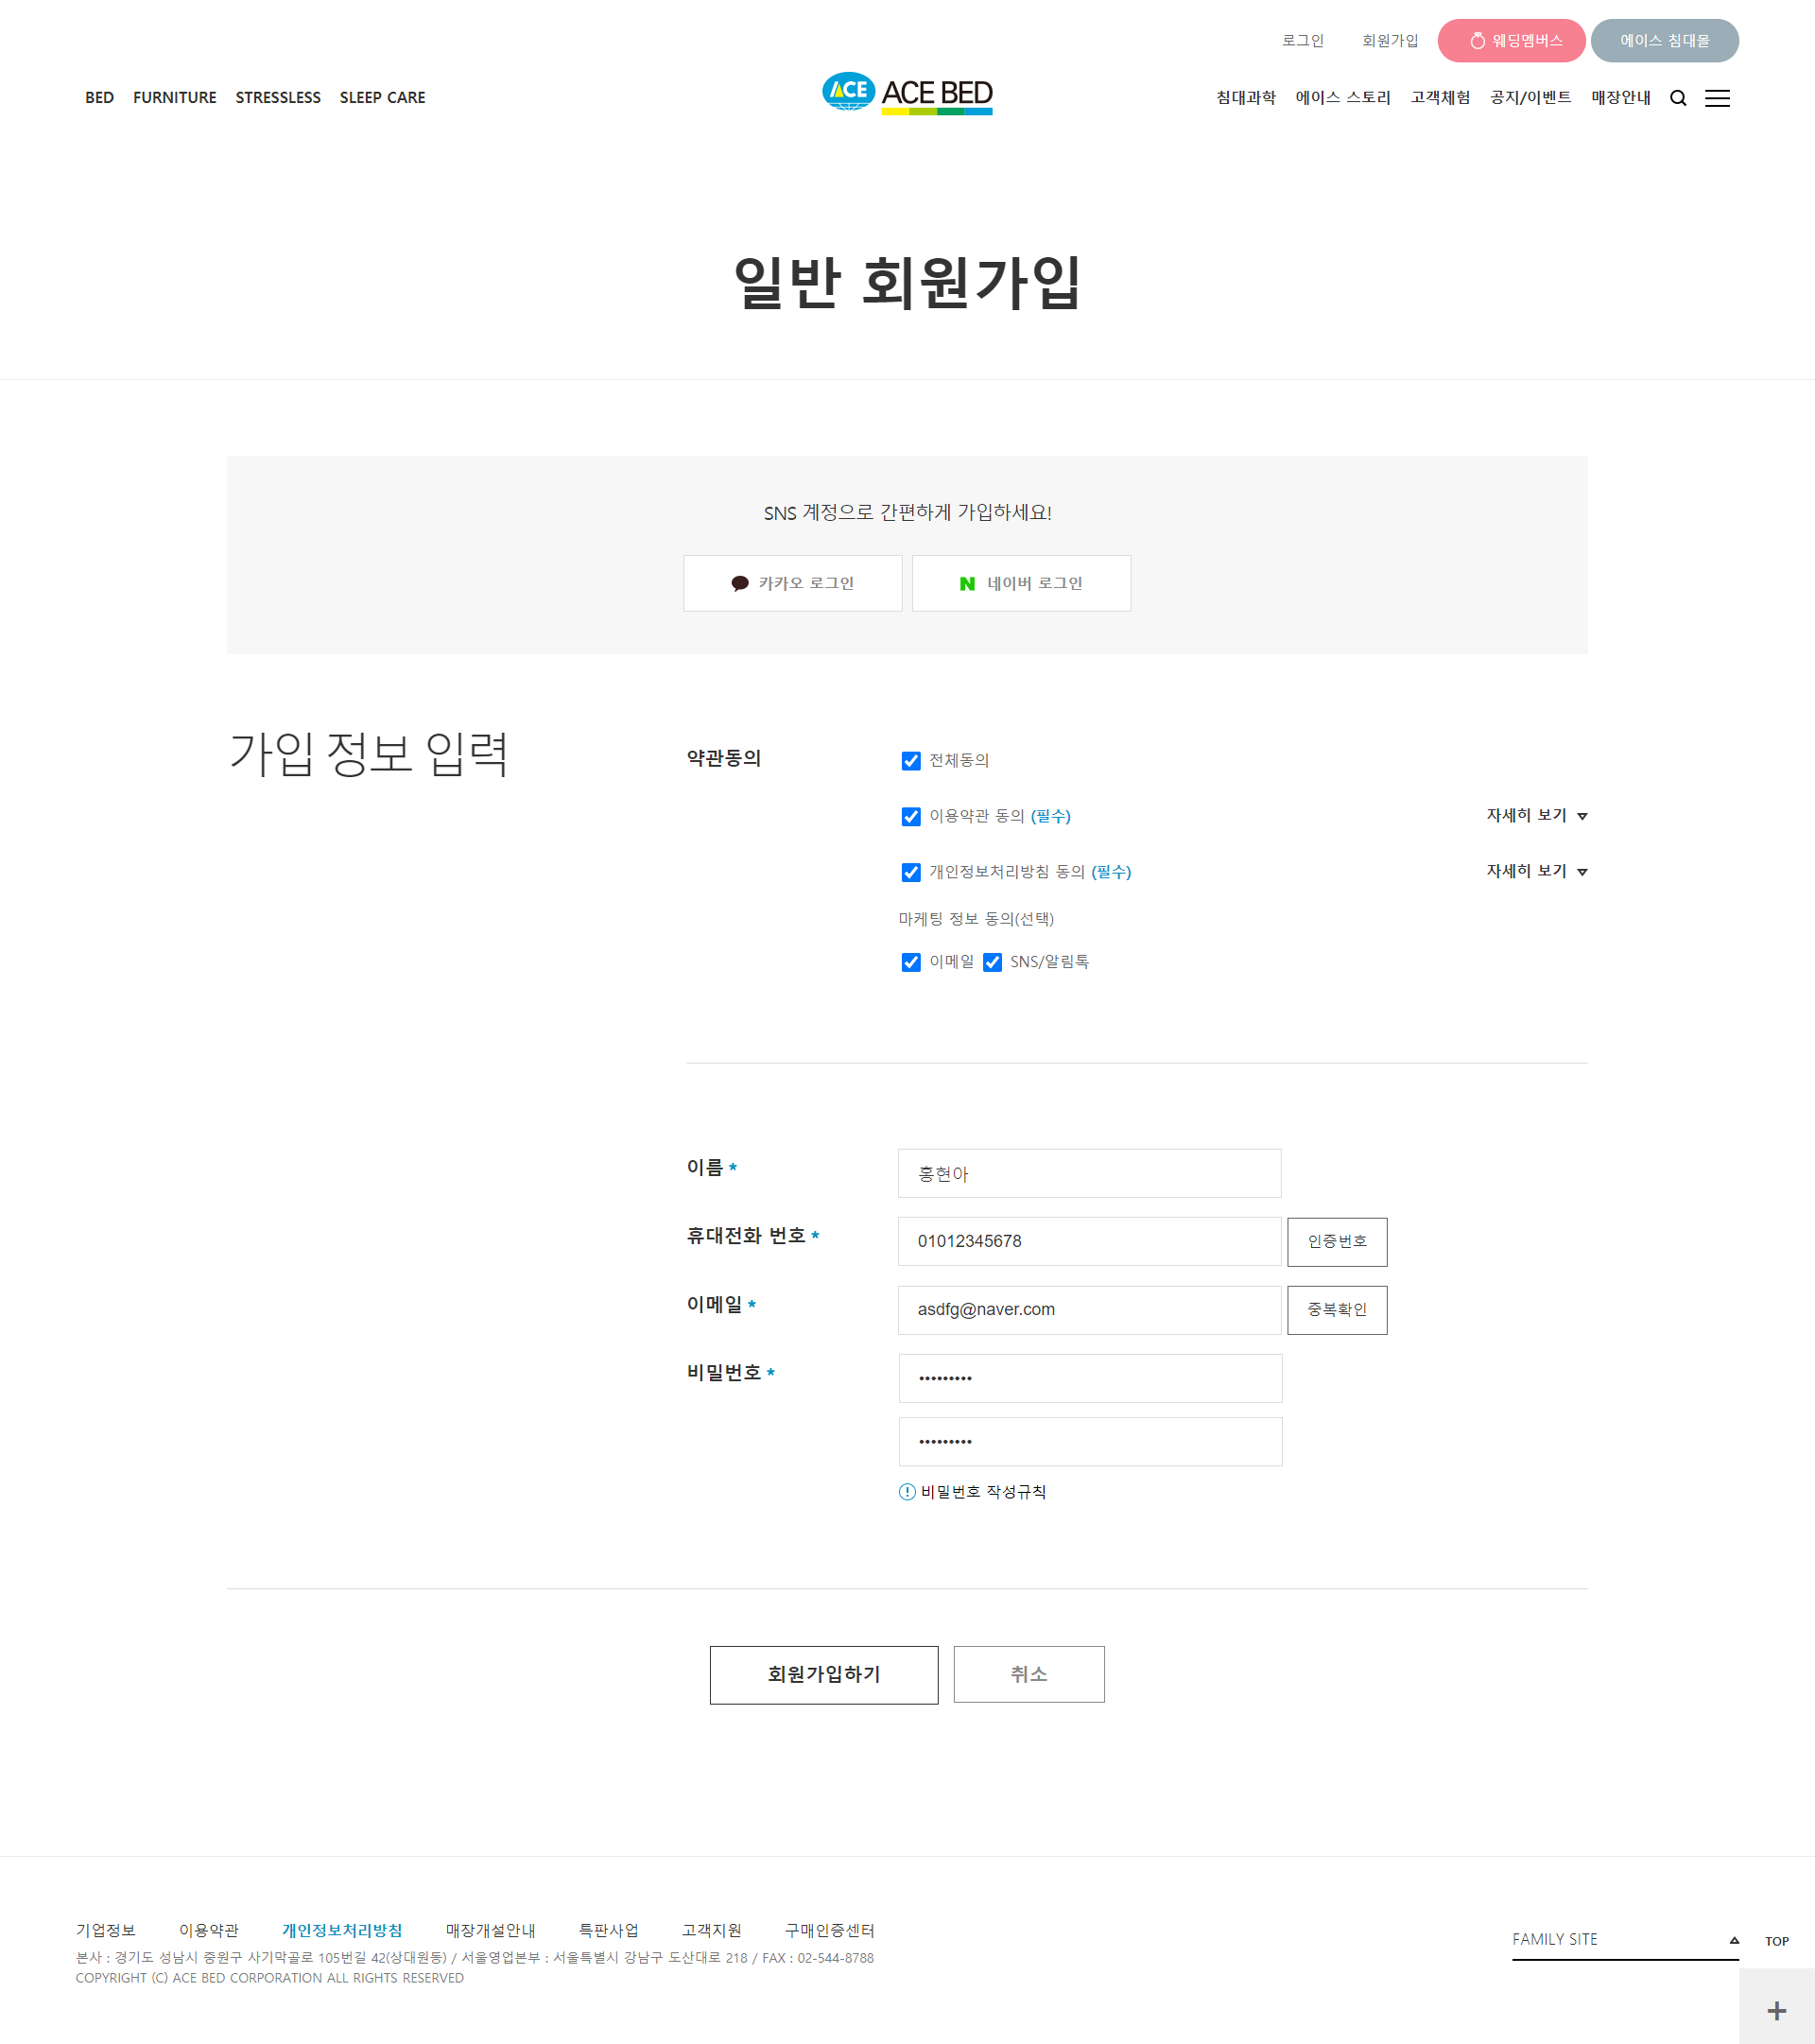 로그인 회원가입 웨딩멤버스 에이스 침대몰
BED FURNITURE STRESSLESS SLEEP CARE ACE ACE BED 침대과학 에이스 스토리 고객체험 공지/이벤트 매장안내
일반 회원가입
SNS 계정으로 간편하게 가입하세요!
카카오 로그인 N 네이버 로그인
가입 정보 입력
약관동의 전체동의
이용약관 동의 (필수) 자세히 보기
개인정보처리방침 동의 (필수) 자세히 보기
마케팅 정보 동의(선택)
이메일 SNS/알림톡
이름 * 홍현아
휴대전화 번호 * 01012345678 인증번호
이메일 * asdfg@naver.com 중복확인
비밀번호 * •••••••••
•••••••••
! 비밀번호 작성규칙
회원가입하기 취소
기업정보 이용약관 개인정보처리방침 매장개설안내 특판사업 고객지원 구매인증센터
본사 : 경기도 성남시 중원구 사기막골로 105번길 42(상대원동) / 서울영업본부 : 서울특별시 강남구 도산대로 218 / FAX : 02-544-8788
COPYRIGHT (C) ACE BED CORPORATION ALL RIGHTS RESERVED
FAMILY SITE TOP
+